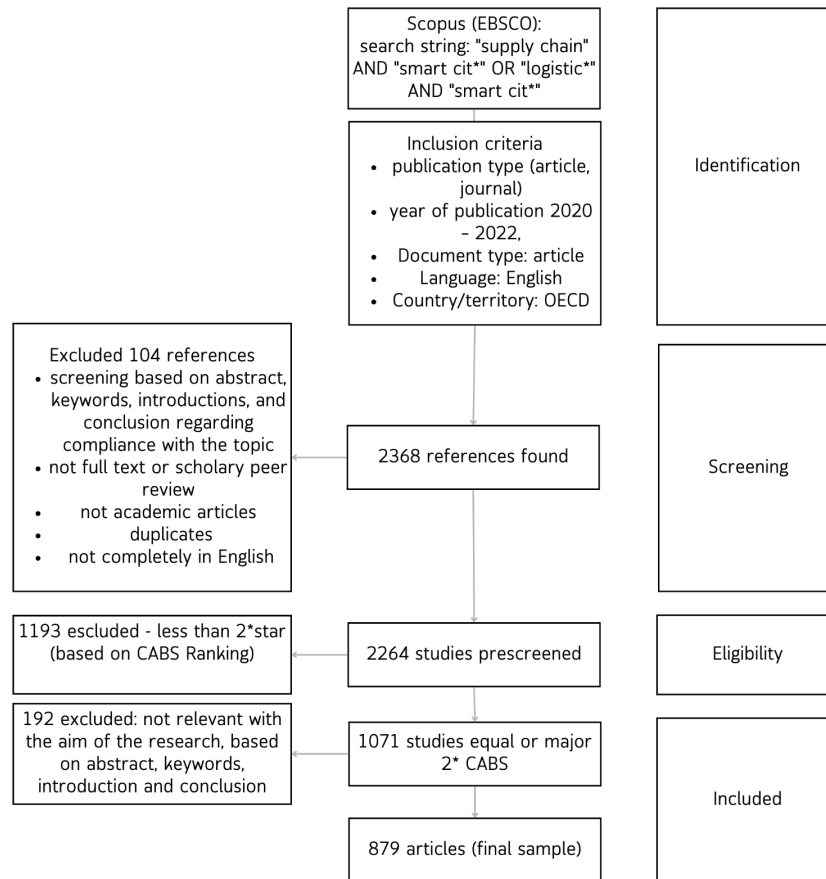 Scopus (EBSCO):
search string: "supply chain"
AND "smart cit*" OR "logistic*"
AND "smart cit*"
Identification
Inclusion criteria
• publication type (article,
journal)
• year of publication 2020
– 2022,
• Document type: article
• Language: English
• Country/territory: OECD
Excluded 104 references
• screening based on abstract,
keywords, introductions, and
conclusion regarding
compliance with the topic
• not full text or scholary peer
review
• not academic articles
• duplicates
• not completely in English
2368 references found
Screening
1193 escluded - less than 2*star
(based on CABS Ranking)
2264 studies prescreened
Eligibility
192 excluded: not relevant with
the aim of the research, based
on abstract, keywords,
introduction and conclusion
1071 studies equal or major
2* CABS
Included
879 articles (final sample)